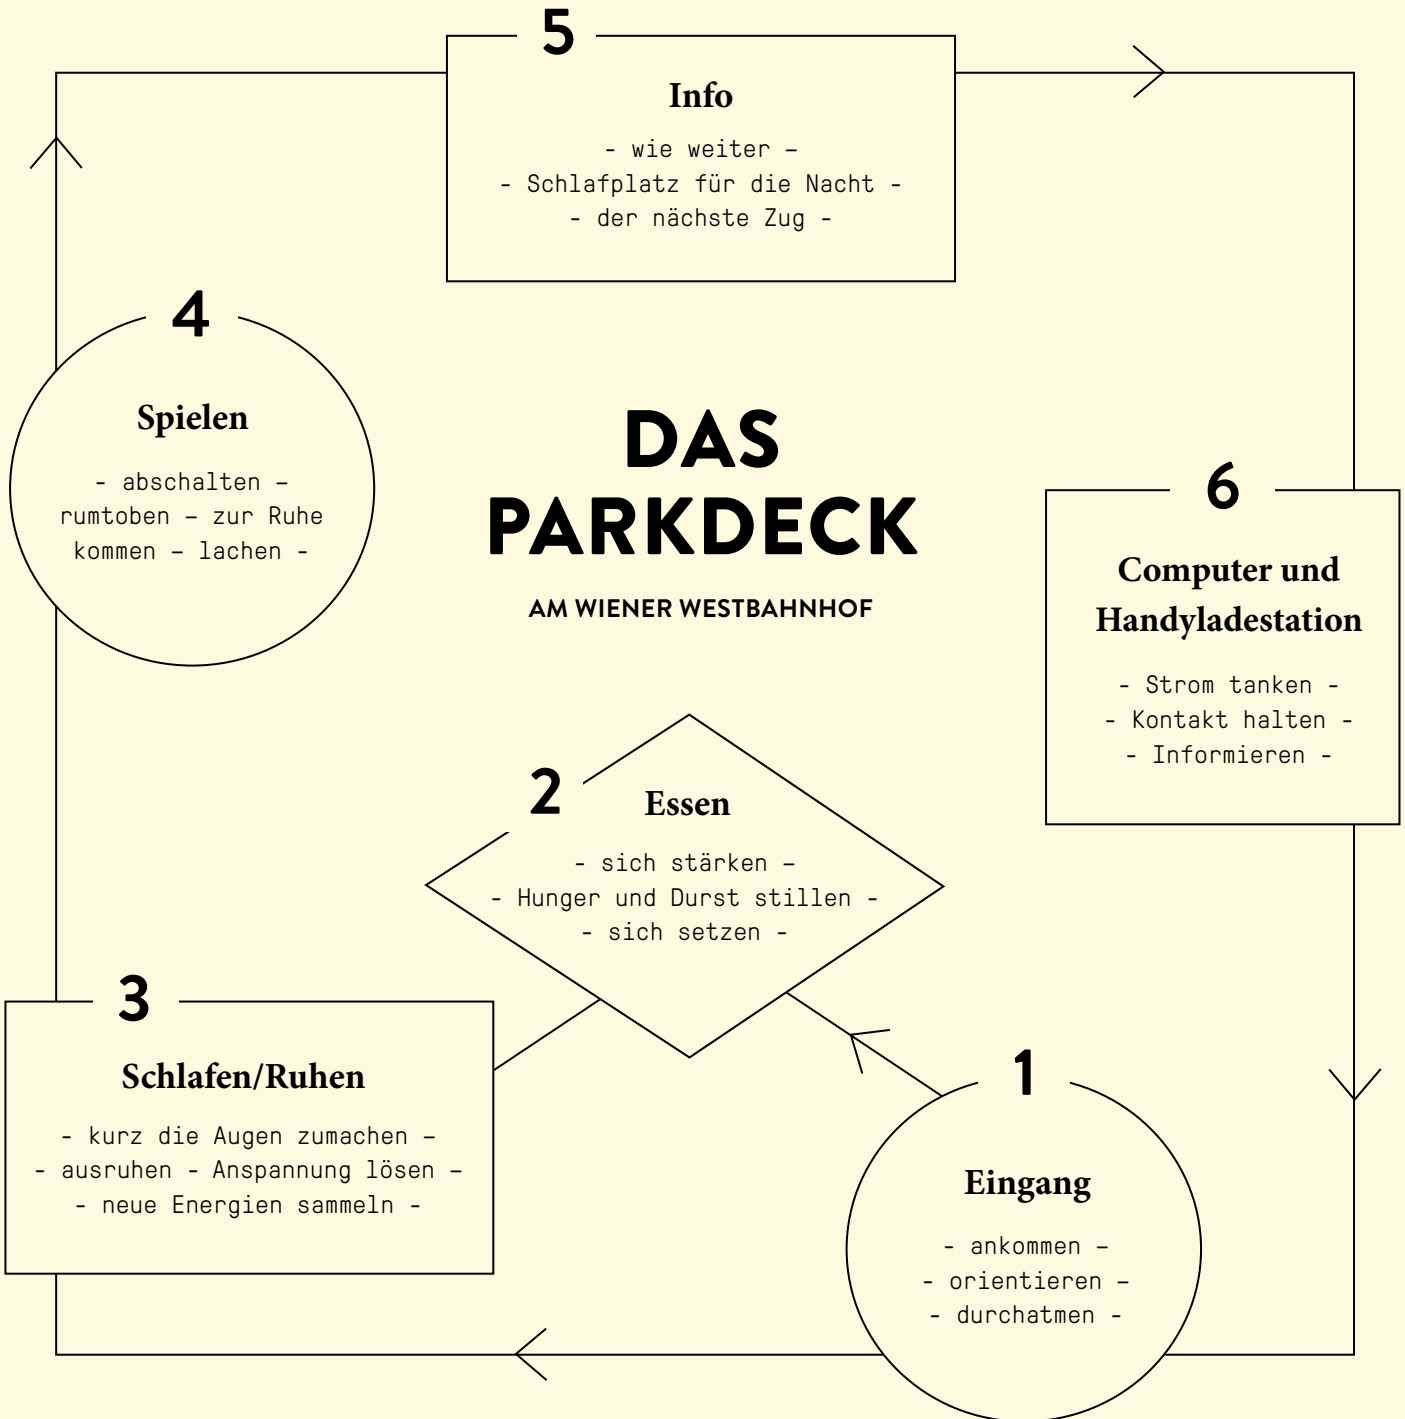 5
Info
- wie weiter –
- Schlafplatz für die Nacht -
- der nächste Zug -
4
Spielen
- abschalten –
rumtoben – zur Ruhe
kommen – lachen -
DAS
PARKDECK
AM WIENER WESTBAHNHOF
6
Computer und
Handyladestation
- Strom tanken -
- Kontakt halten -
- Informieren -
2
Essen
- sich stärken –
- Hunger und Durst stillen -
- sich setzen -
3
Schlafen/Ruhen
- kurz die Augen zumachen –
- ausruhen - Anspannung lösen –
- neue Energien sammeln -
1
Eingang
- ankommen –
- orientieren –
- durchatmen -